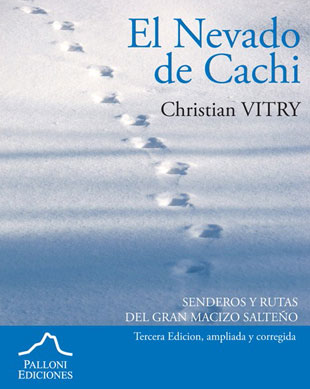 El Nevado
de Cachi
Christian VITRY
SENDEROS Y RUTAS
DEL GRAN MACIZO SALTEÑO
Tercera Edicion, ampliada y corregida
PALLONI
EDICIONES